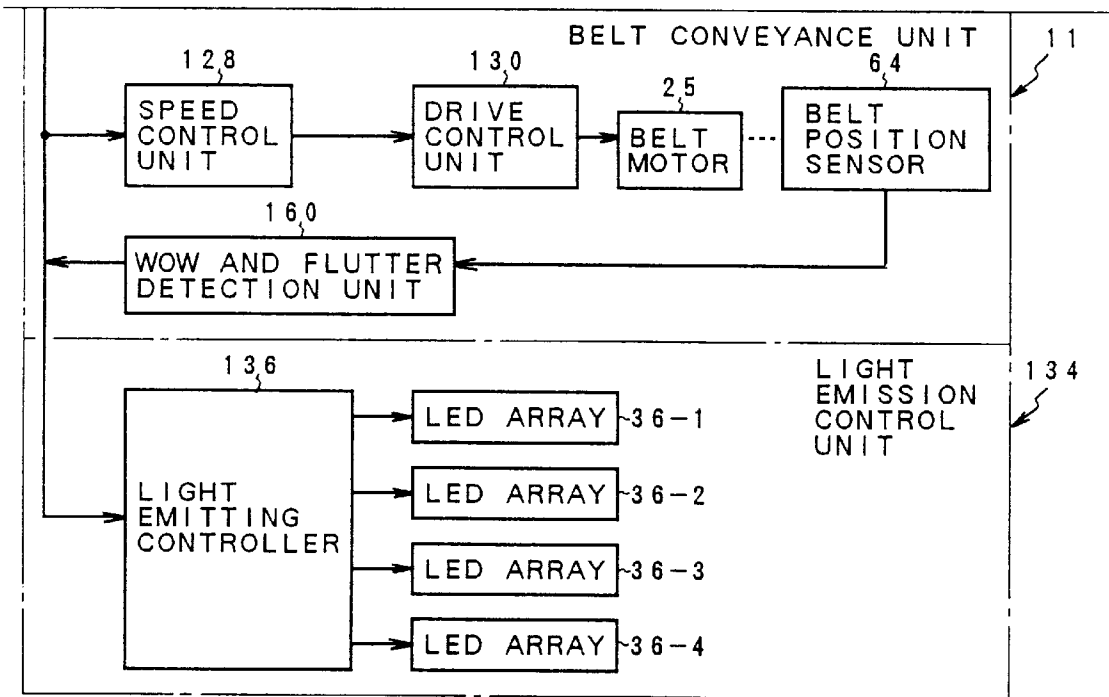 BELT CONVEYANCE UNIT
11
128
130
25
64
SPEED
CONTROL
UNIT
DRIVE
CONTROL
UNIT
BELT
MOTOR
BELT
POSITION
SENSOR
160
WOW AND FLUTTER
DETECTION UNIT
136
LIGHT
EMISSION
CONTROL
UNIT
134
LIGHT
EMITTING
CONTROLLER
LED ARRAY 36-1
LED ARRAY 36-2
LED ARRAY 36-3
LED ARRAY 36-4